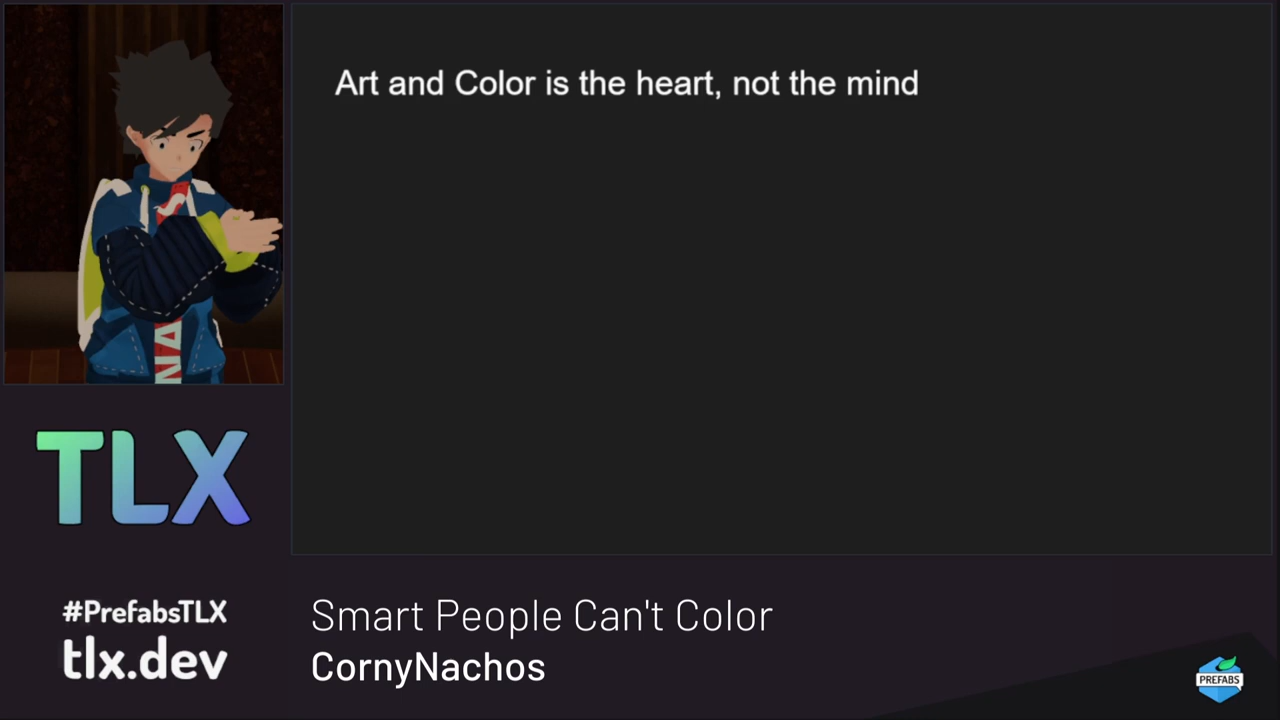 Art and Color is the heart, not the mind
NA
TLX
#PrefabsTLX
tlx.dev
Smart People Can't Color
CornyNachos
PREFABS